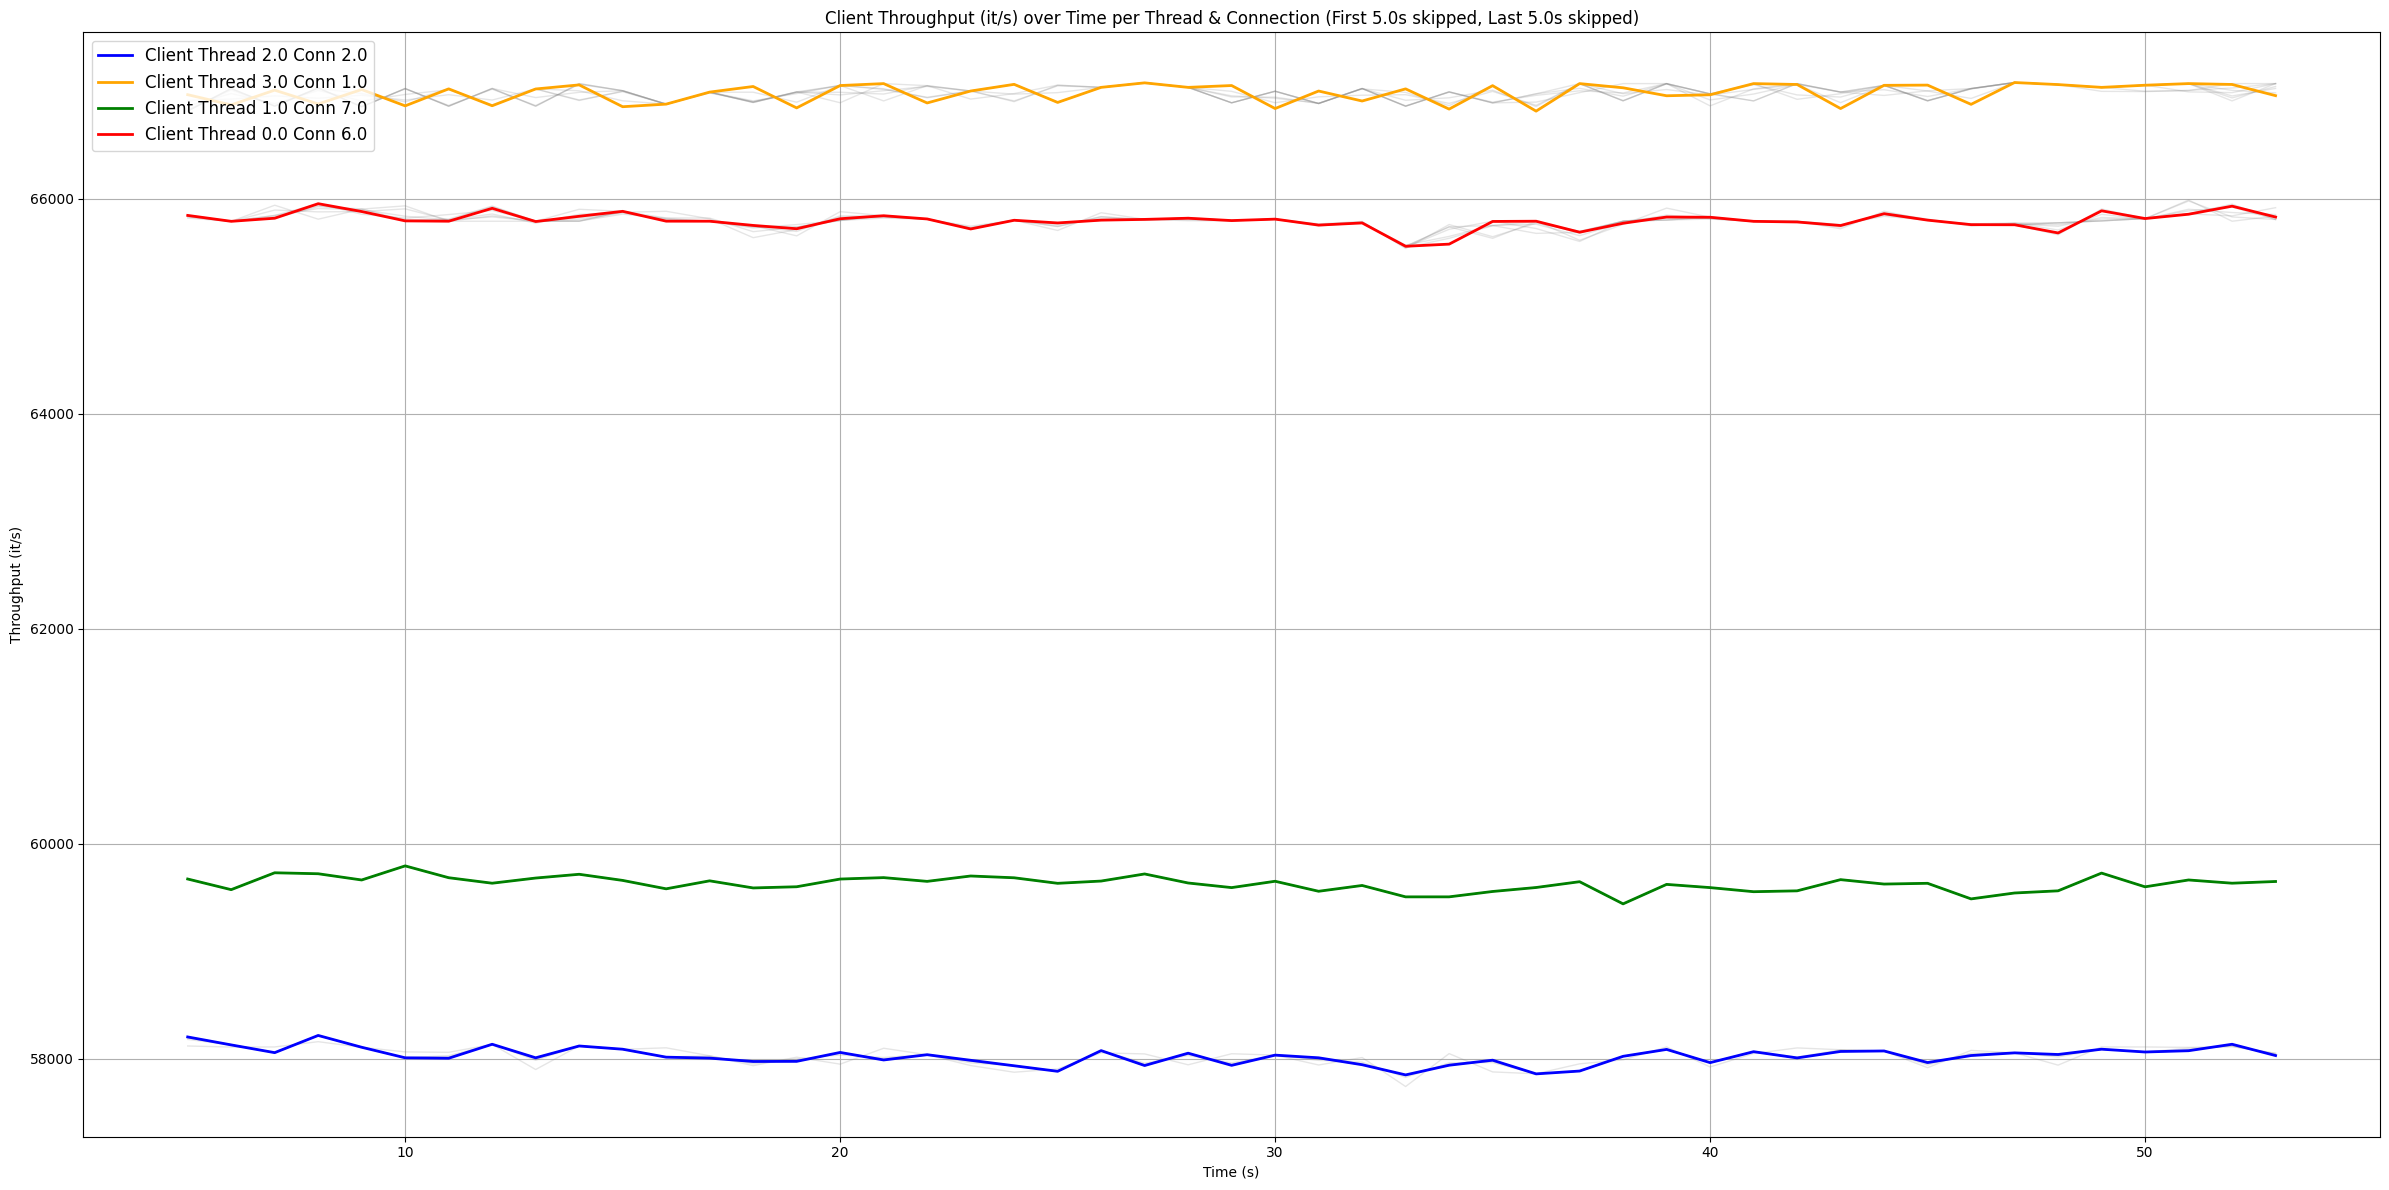 Client Throughput (it/s) over Time per Thread & Connection (First 5.0s skipped, Last 5.0s skipped)
Client Thread 2.0 Conn 2.0
Client Thread 3.0 Conn 1.0
Client Thread 1.0 Conn 7.0
Client Thread 0.0 Conn 6.0
66000
64000
62000
60000
58000
Throughput (it/s)
10
20
30
40
50
Time (s)